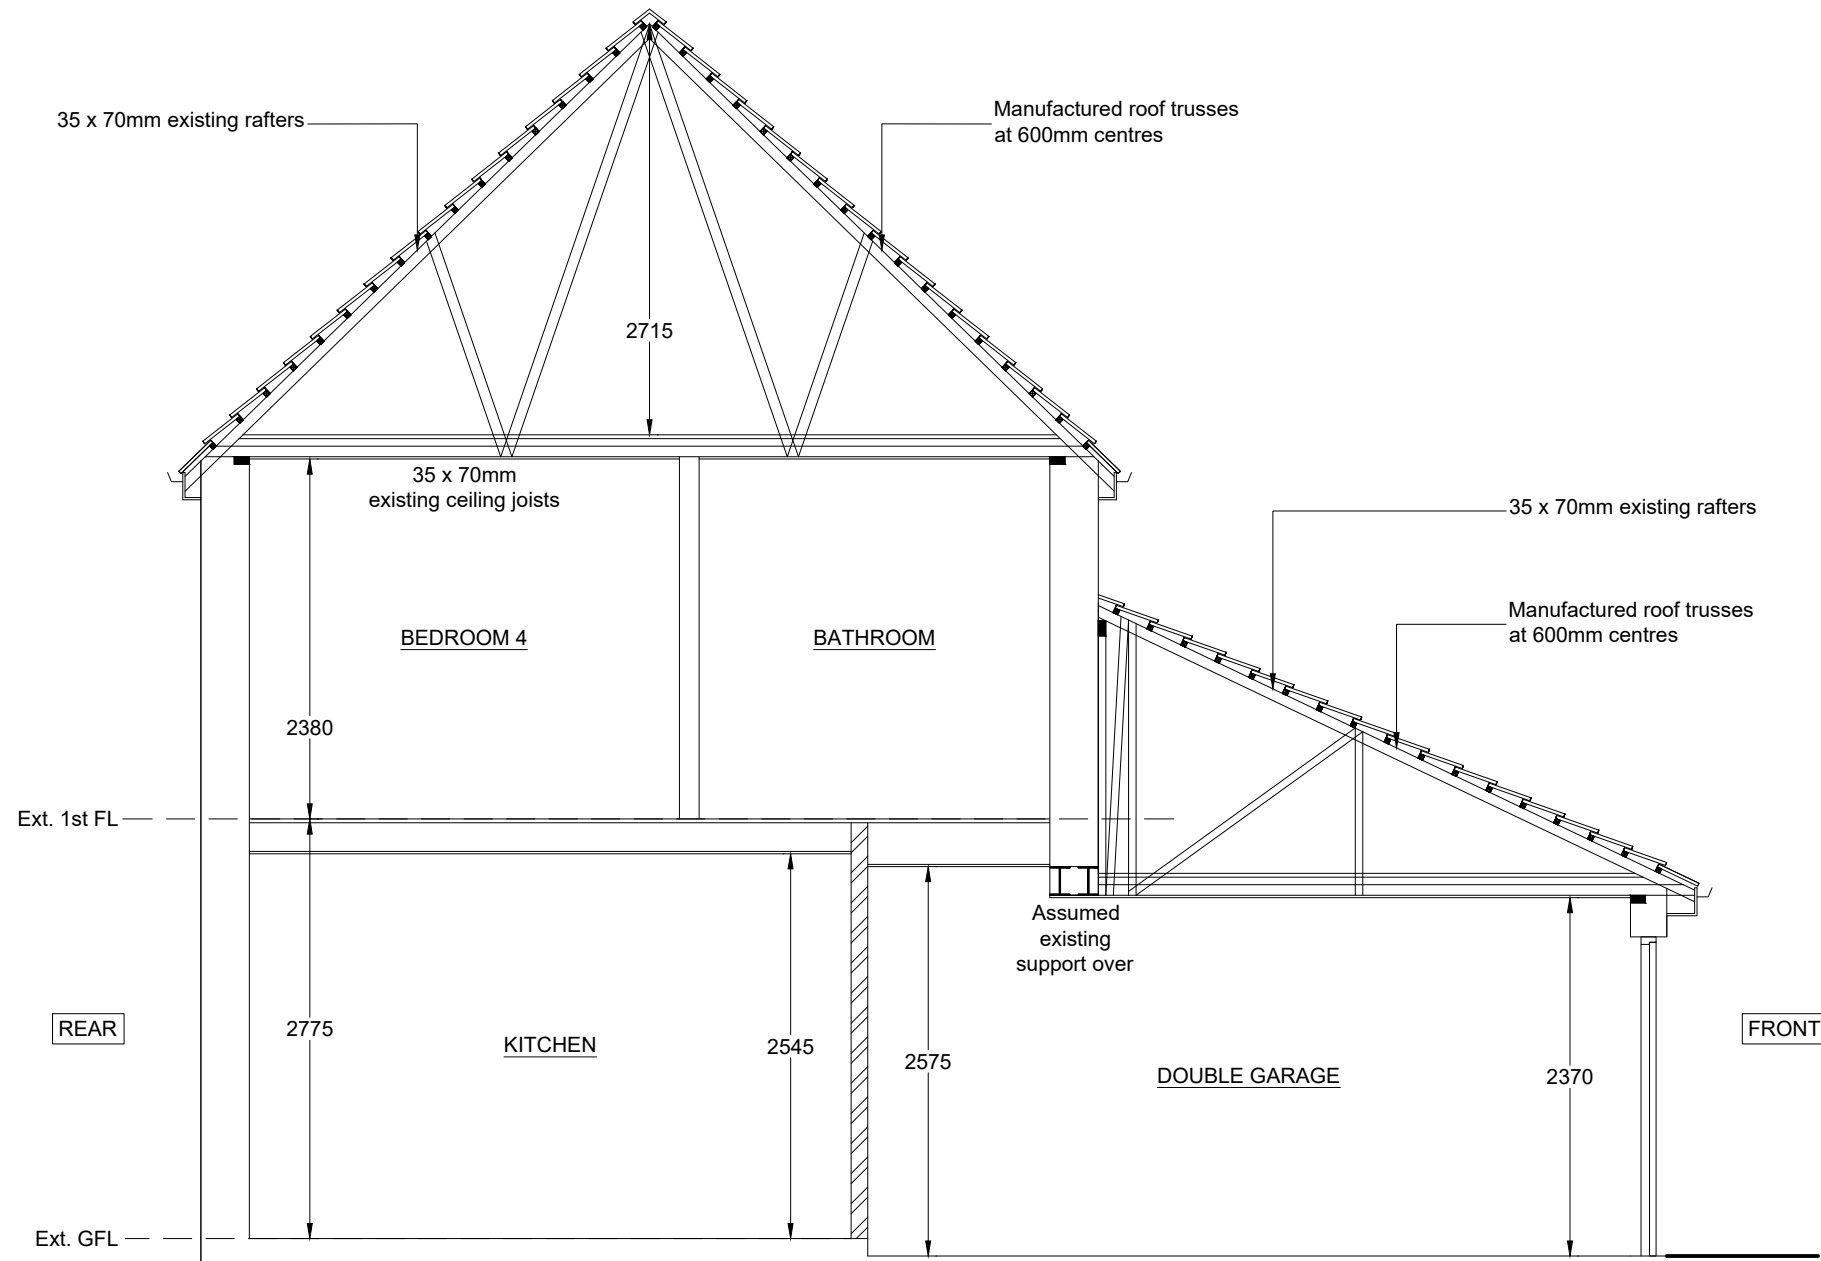 35 x 70mm existing rafters
Manufactured roof trusses
at 600mm centres
2715
35 x 70mm
existing ceiling joists
35 x 70mm existing rafters
Manufactured roof trusses
at 600mm centres
BEDROOM 4
BATHROOM
2380
Ext. 1st FL
Assumed
existing
support over
REAR
2775
KITCHEN
2545
2575
DOUBLE GARAGE
2370
FRONT
Ext. GFL